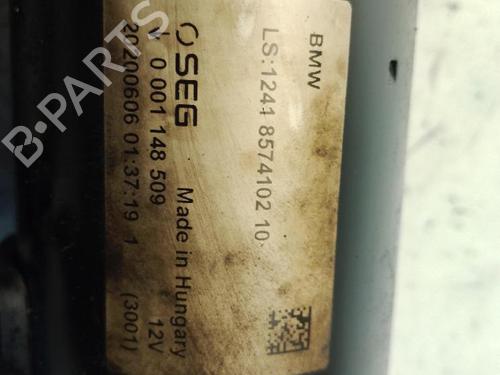 BMW
LS:1241 8574102 10
SEG Made in Hungary
0 001 148 509 12V
20200606 01:37:19 1 (3001)
B-PARTS